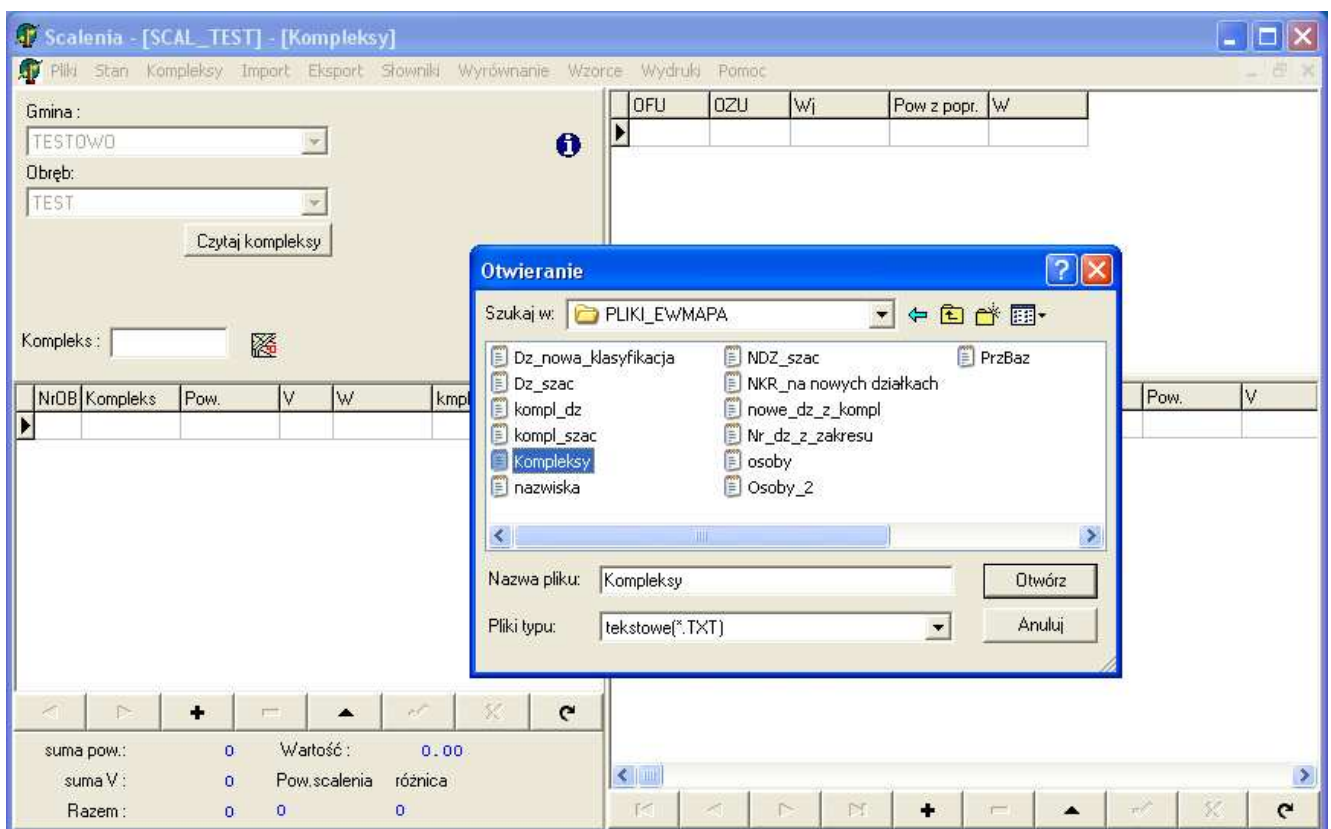 Scalenia - [SCAL_TEST] - [Kompleksy]
Pliki Stan Kompleksy Import Eksport Słowniki Wyrównanie Wzorce Wydruki Pomoc
Gmina :
TESTOWO
Obręb:
TEST
Czytaj kompleksy
Kompleks :
OFU OZU Wj Pow z popr. W
NrOB Kompleks Pow. V W kmpl
Pow. V
Otwieranie
Szukaj w: PLIKI_EWMAPA
Dz_nowa_klasyfikacja NDZ_szac PrzBaz
Dz_szac NKR_na nowych działkach
kompl_dz nowe_dz_z_kompl
kompl_szac Nr_dz_z_zakresu
Kompleksy osoby
nazwiska Osoby_2
Nazwa pliku: Kompleksy Otwórz
Pliki typu: tekstowe(*.TXT) Anuluj
suma pow.: 0 Wartość : 0.00
suma V : 0 Pow.scalenia różnica
Razem : 0 0 0